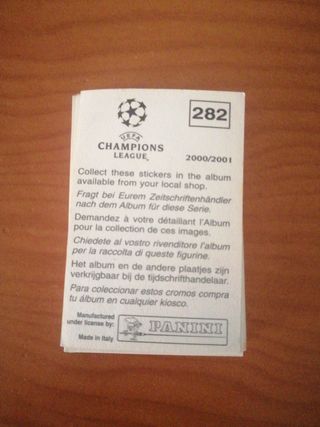 282
UEFA
CHAMPIONS
LEAGUE
2000/2001
Collect these stickers in the album
available from your local shop.
Fragt bei Eurem Zeitschriftenhändler
nach dem Album für diese Serie.
Demandez à votre détaillant l'Album
pour la collection de ces images.
Chiedete al vostro rivenditore l'album
per la raccolta di queste figurine.
Het album en de andere plaatjes zijn
verkrijgbaar bij de tijdschrifthandelaar.
Para coleccionar estos cromos compra
tu álbum en cualquier kiosco.
Manufactured
under license by:
Made in Italy
PANINI